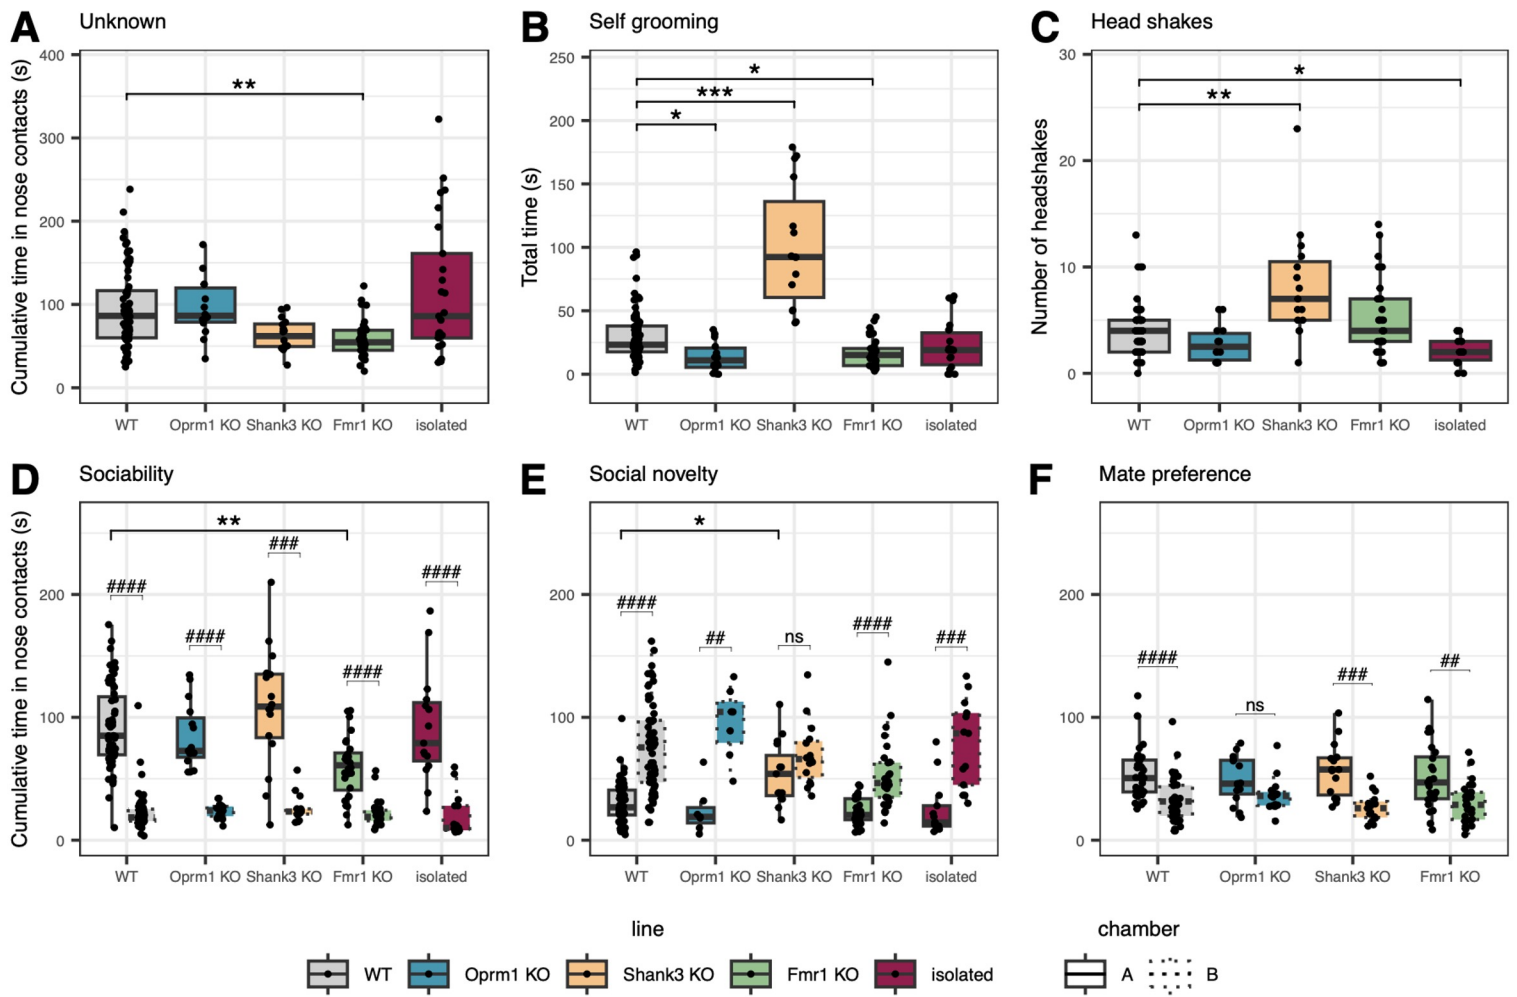 A Unknown
Cumulative time in nose contacts (s)
400
300
200
100
0
**
WT Oprm1 KO Shank3 KO Fmr1 KO isolated
B Self grooming
Total time (s)
250
200
150
100
50
0
*
***
*
WT Oprm1 KO Shank3 KO Fmr1 KO isolated
C Head shakes
Number of headshakes
30
20
10
0
*
**
WT Oprm1 KO Shank3 KO Fmr1 KO isolated
D Sociability
Cumulative time in nose contacts (s)
200
100
0
**
#### #### ### #### ####
WT Oprm1 KO Shank3 KO Fmr1 KO isolated
E Social novelty
200
100
0
*
#### ## ns #### ###
WT Oprm1 KO Shank3 KO Fmr1 KO isolated
F Mate preference
200
100
0
#### ns ### ##
WT Oprm1 KO Shank3 KO Fmr1 KO
line
WT Oprm1 KO Shank3 KO Fmr1 KO isolated
chamber
A B